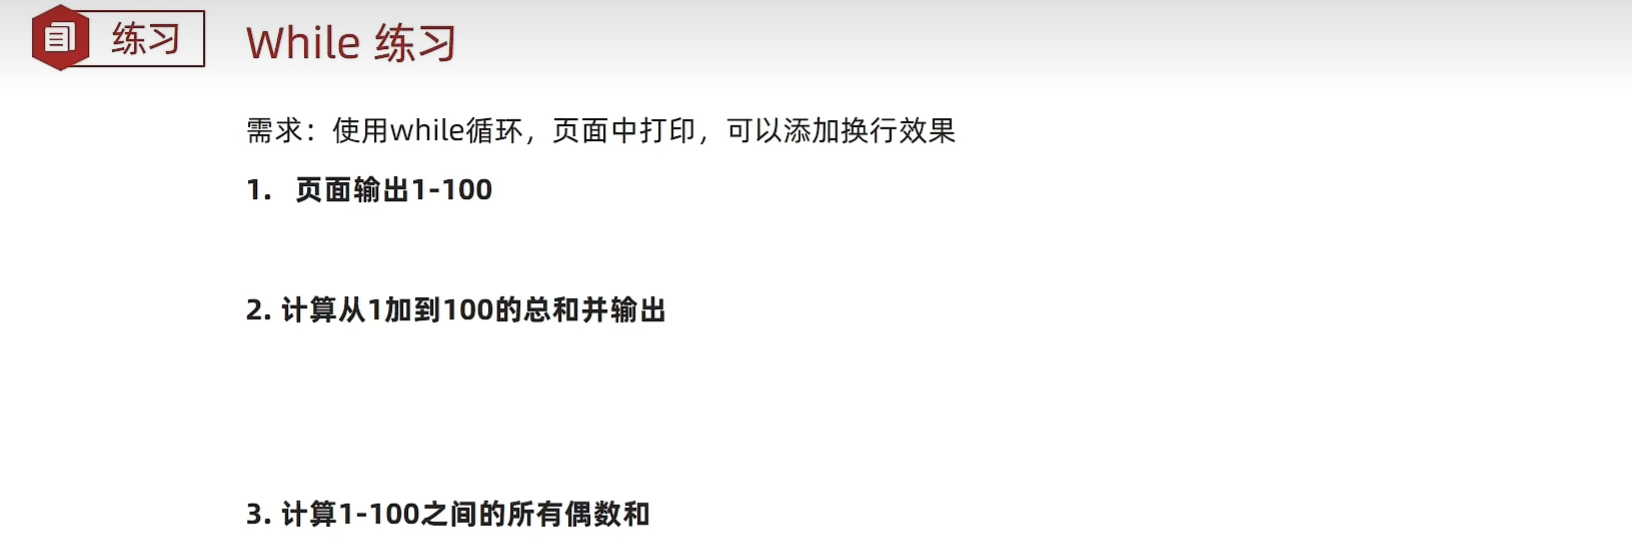 练习
While 练习
需求：使用while循环，页面中打印，可以添加换行效果
1. 页面输出1-100
2. 计算从1加到100的总和并输出
3. 计算1-100之间的所有偶数和